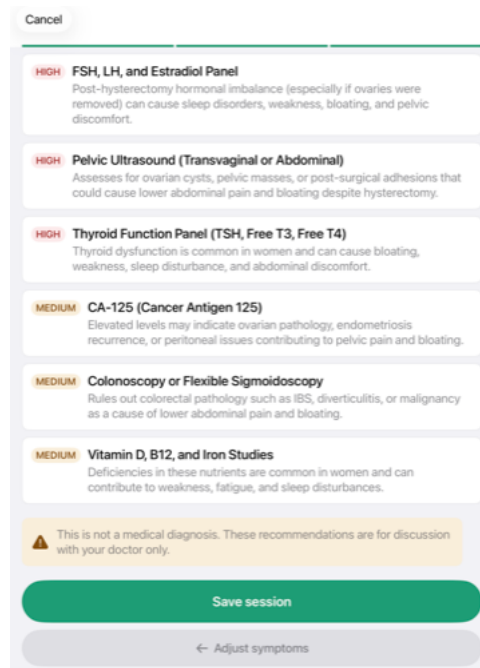 Cancel
HIGH FSH, LH, and Estradiol Panel
Post-hysterectomy hormonal imbalance (especially if ovaries were
removed) can cause sleep disorders, weakness, bloating, and pelvic
discomfort.
HIGH Pelvic Ultrasound (Transvaginal or Abdominal)
Assesses for ovarian cysts, pelvic masses, or post-surgical adhesions that
could cause lower abdominal pain and bloating despite hysterectomy.
HIGH Thyroid Function Panel (TSH, Free T3, Free T4)
Thyroid dysfunction is common in women and can cause bloating,
weakness, sleep disturbance, and abdominal discomfort.
MEDIUM CA-125 (Cancer Antigen 125)
Elevated levels may indicate ovarian pathology, endometriosis
recurrence, or peritoneal issues contributing to pelvic pain and bloating.
MEDIUM Colonoscopy or Flexible Sigmoidoscopy
Rules out colorectal pathology such as IBS, diverticulitis, or malignancy
as a cause of lower abdominal pain and bloating.
MEDIUM Vitamin D, B12, and Iron Studies
Deficiencies in these nutrients are common in women and can
contribute to weakness, fatigue, and sleep disturbances.
This is not a medical diagnosis. These recommendations are for discussion
with your doctor only.
Save session
← Adjust symptoms